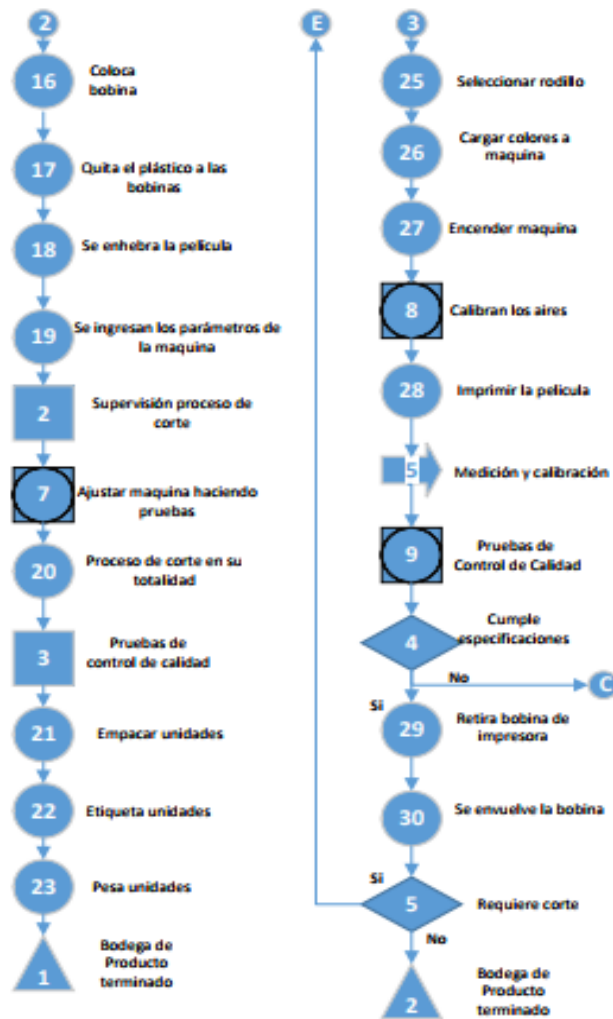 2
16
Coloca
bobina
17
Quita el plástico a las
bobinas
18
Se enhebra la película
19
Se ingresan los parámetros de
la maquina
2
Supervisión proceso de
corte
7
Ajustar maquina haciendo
pruebas
20
Proceso de corte en su
totalidad
3
Pruebas de
control de calidad
21
Empacar unidades
22
Etiqueta unidades
23
Pesa unidades
1
Bodega de
Producto
terminado
E
3
25
Seleccionar rodillo
26
Cargar colores a
maquina
27
Encender maquina
8
Calibran los aires
28
Imprimir la pelicula
5
Medición y calibración
9
Pruebas de
Control de Calidad
4
Cumple
especificaciones
No
C
Si
29
Retira bobina de
impresora
30
Se envuelve la bobina
Si
5
Requiere corte
No
2
Bodega de
Producto
terminado